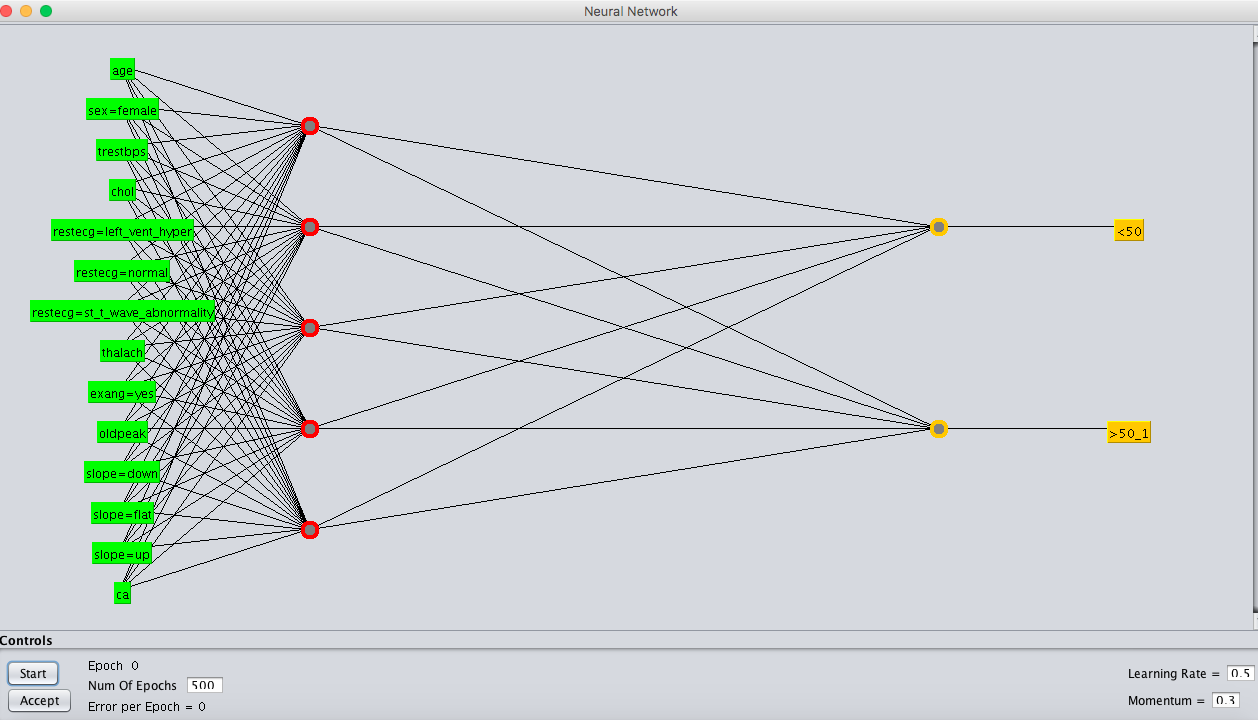 Neural Network
age
sex=female
trestbps
chol
restecg=left_vent_hyper
restecg=normal
restecg=st_t_wave_abnormality
thalach
exang=yes
oldpeak
slope=down
slope=flat
slope=up
ca
<50
>50_1
Controls
Start
Accept
Epoch 0
Num Of Epochs 500
Error per Epoch = 0
Learning Rate = 0.5
Momentum = 0.3